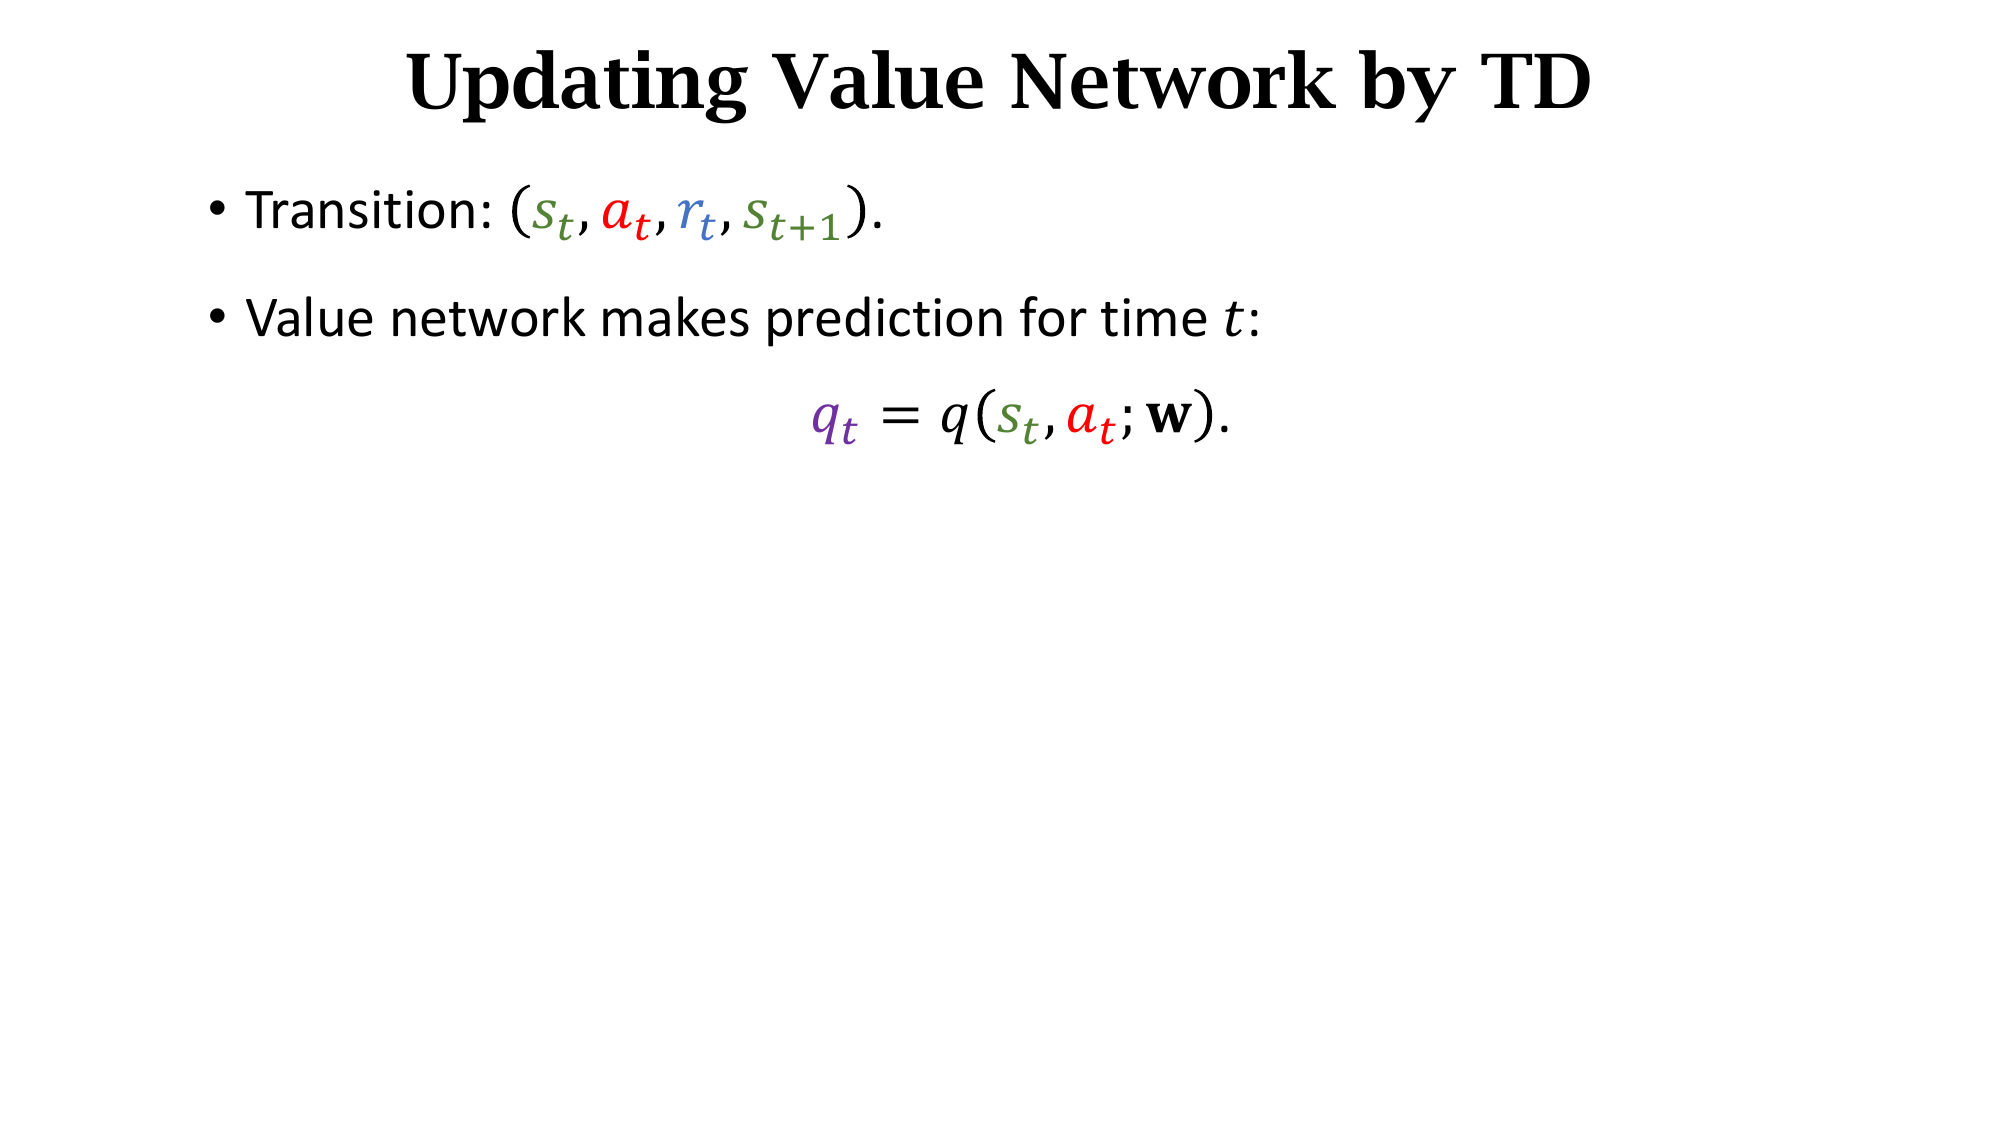 Updating Value Network by TD
• Transition: (s_t, a_t, r_t, s_{t+1}).
• Value network makes prediction for time t:
q_t = q(s_t, a_t; w).